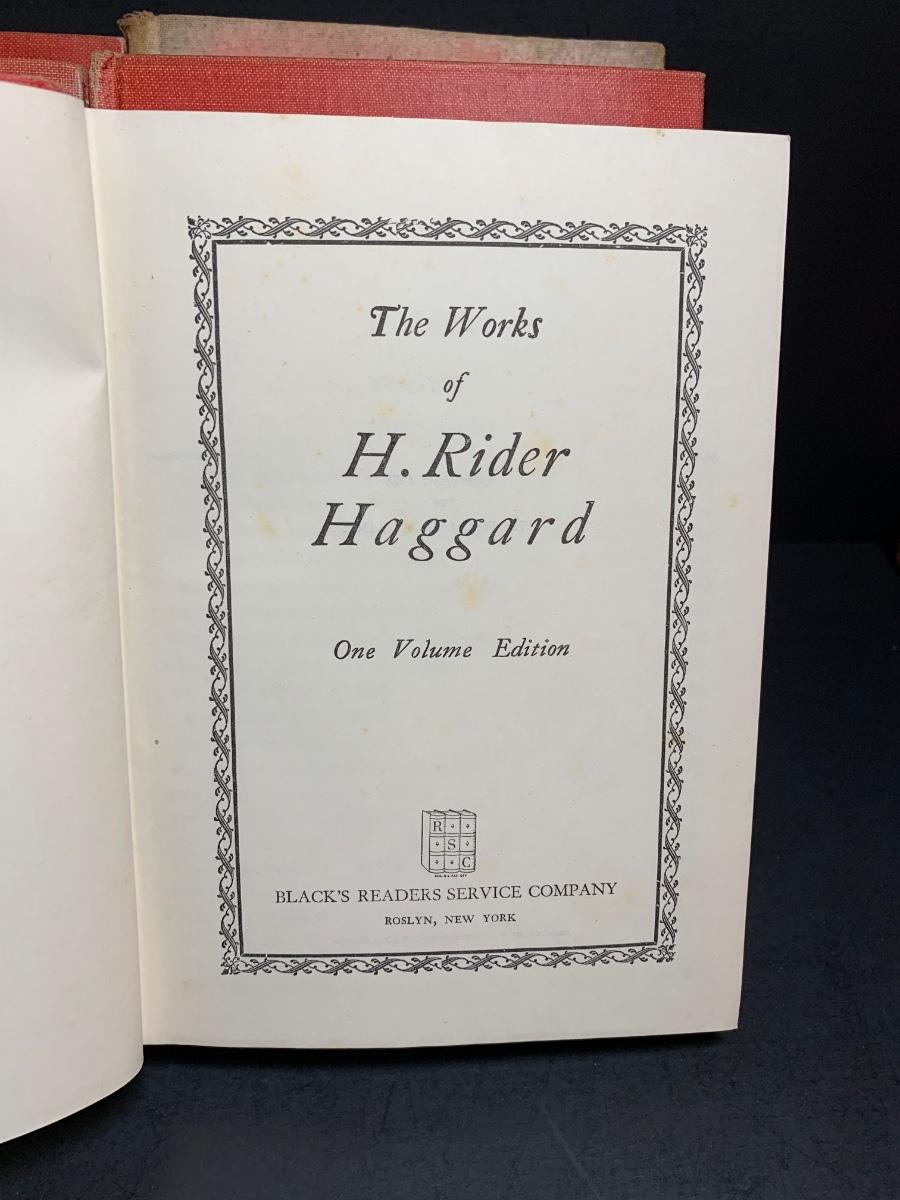 The Works
of
H. Rider
Haggard
One Volume Edition
R
S
C
BLACK'S READERS SERVICE COMPANY
ROSLYN, NEW YORK